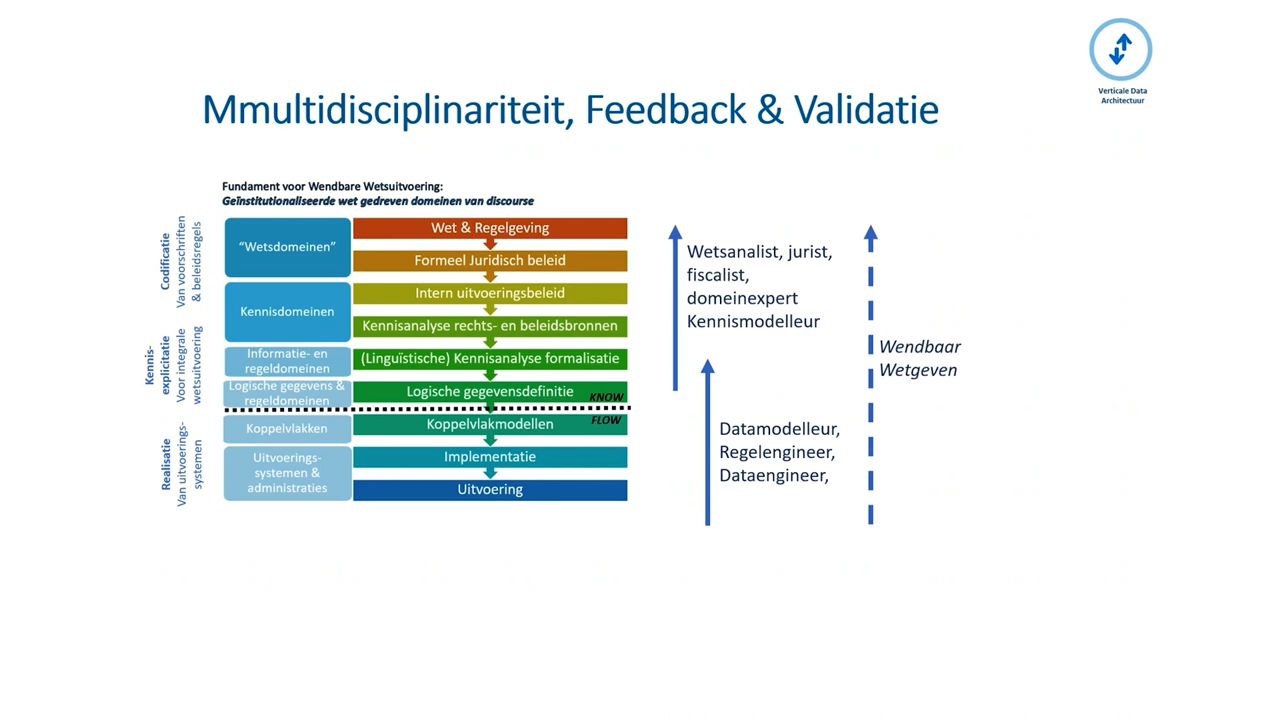 Verticale Data
Architectuur
Mmultidisciplinariteit, Feedback & Validatie
Fundament voor Wendbare Wetsuitvoering:
Geïnstitutionaliseerde wet gedreven domeinen van discourse
Codificatie
Van voorschriften
& beleidsregels
Kennis-
explicitatie
Voor integrale
wetsuitvoering
Realisatie
Van uitvoerings-
systemen
“Wetsdomeinen”
Kennisdomeinen
Informatie- en
regeldomeinen
Logische gegevens &
regeldomeinen
Koppelvlakken
Uitvoerings-
systemen &
administraties
Wet & Regelgeving
Formeel Juridisch beleid
Intern uitvoeringsbeleid
Kennisanalyse rechts- en beleidsbronnen
(Linguïstische) Kennisanalyse formalisatie
Logische gegevensdefinitie
KNOW
FLOW
Koppelvlakmodellen
Implementatie
Uitvoering
Wetsanalist, jurist,
fiscalist,
domeinexpert
Kennismodelleur
Datamodelleur,
Regelengineer,
Dataengineer,
Wendbaar
Wetgeven